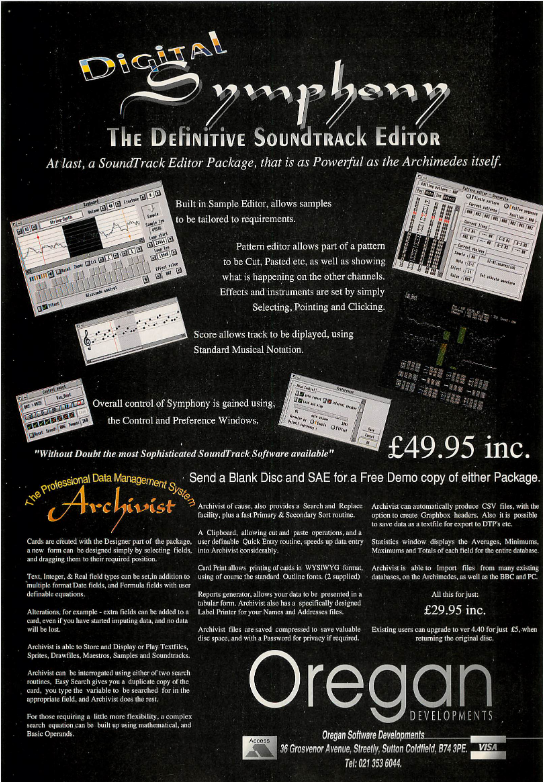 DIGITAL
Symphony
THE DEFINITIVE SOUNDTRACK EDITOR
At last, a SoundTrack Editor Package, that is as Powerful as the Archimedes itself.
Built in Sample Editor, allows samples
to be tailored to requirements.
Pattern editor allows part of a pattern
to be Cut, Pasted etc, as well as showing
what is happening on the other channels.
Effects and instruments are set by simply
Selecting, Pointing and Clicking.
Score allows track to be diplayed, using
Standard Musical Notation.
Overall control of Symphony is gained using,
the Control and Preference Windows.
"Without Doubt the most Sophisticated SoundTrack Software available"
£49.95 inc.
Send a Blank Disc and SAE for a Free Demo copy of either Package.
The Professional Data Management System
Archivist
Cards are created with the Designer part of the package,
a new form can be designed simply by selecting fields,
and dragging them to their required position.
Text, Integer, & Real field types can be set,in addition to
multiple format Date fields, and Formula fields with user
definable equations.
Alterations, for example - extra fields can be added to a
card, even if you have started imputing data, and no data
will be lost.
Archivist is able to Store and Display or Play Textfiles,
Sprites, Drawfiles, Maestros, Samples and Soundtracks.
Archivist can be interrogated using either of two search
routines. Easy Search gives you a duplicate copy of the
card, you type the variable to be searched for in the
appropriate field, and Archivist does the rest.
For those requiring a little more flexibility, a complex
search equation can be built up using mathematical, and
Basic Operands.
Archivist of cause, also provides a Search and Replace
facility, plus a fast Primary & Secondary Sort routine.
A Clipboard, allowing cut and paste operations, and a
user definable Quick Entry routine, speeds up data entry
into Archivist considerably.
Card Print allows printing of cards in WYSIWYG format,
using of course the standard Outline fonts. (2 supplied)
Reports generator, allows your data to be presented in a
tabular form. Archivist also has a specifically designed
Label Printer for your Names and Addresses files.
Archivist files are saved compressed to save valuable
disc space, and with a Password for privacy if required.
Archivist can automatically produce CSV files, with the
option to create Graphbox headers. Also it is possible
to save data as a textfile for export to DTP's etc.
Statistics window displays the Averages, Minimums,
Maximums and Totals of each field for the entire database.
Archivist is able to Import files from many existing
databases, on the Archimedes, as well as the BBC and PC.
All this for just:
£29.95 inc.
Existing users can upgrade to ver 4.40 for just £5, when
returning the original disc.
Oregan
DEVELOPMENTS
Oregan Software Developments
Access
36 Grosvenor Avenue, Streetly, Sutton Coldfield, B74 3PE.
VISA
Tel: 021 353 6044.